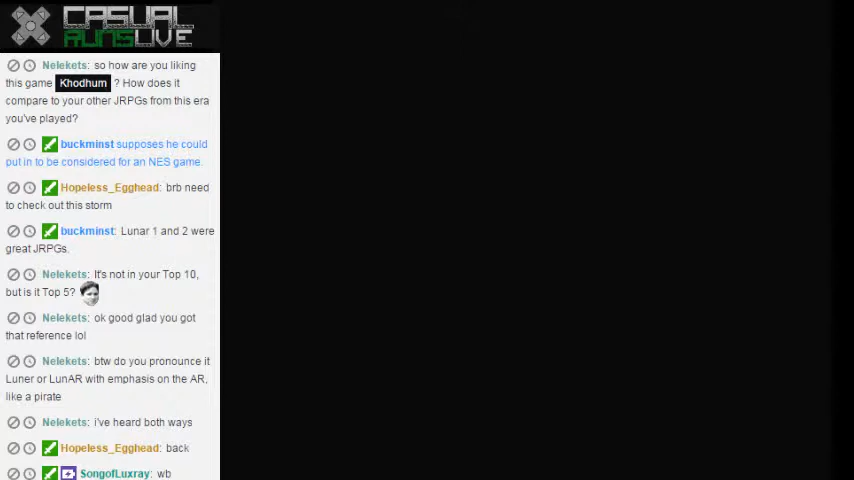 CASUAL
RUNSLIVE
Nelekets: so how are you liking
this game Khodhum ? How does it
compare to your other JRPGs from this era
you've played?
buckminst supposes he could
put in to be considered for an NES game.
Hopeless_Egghead: brb need
to check out this storm
buckminst: Lunar 1 and 2 were
great JRPGs.
Nelekets: It's not in your Top 10,
but is it Top 5?
Nelekets: ok good glad you got
that reference lol
Nelekets: btw do you pronounce it
Luner or LunAR with emphasis on the AR,
like a pirate
Nelekets: i've heard both ways
Hopeless_Egghead: back
SongofLuxray: wb